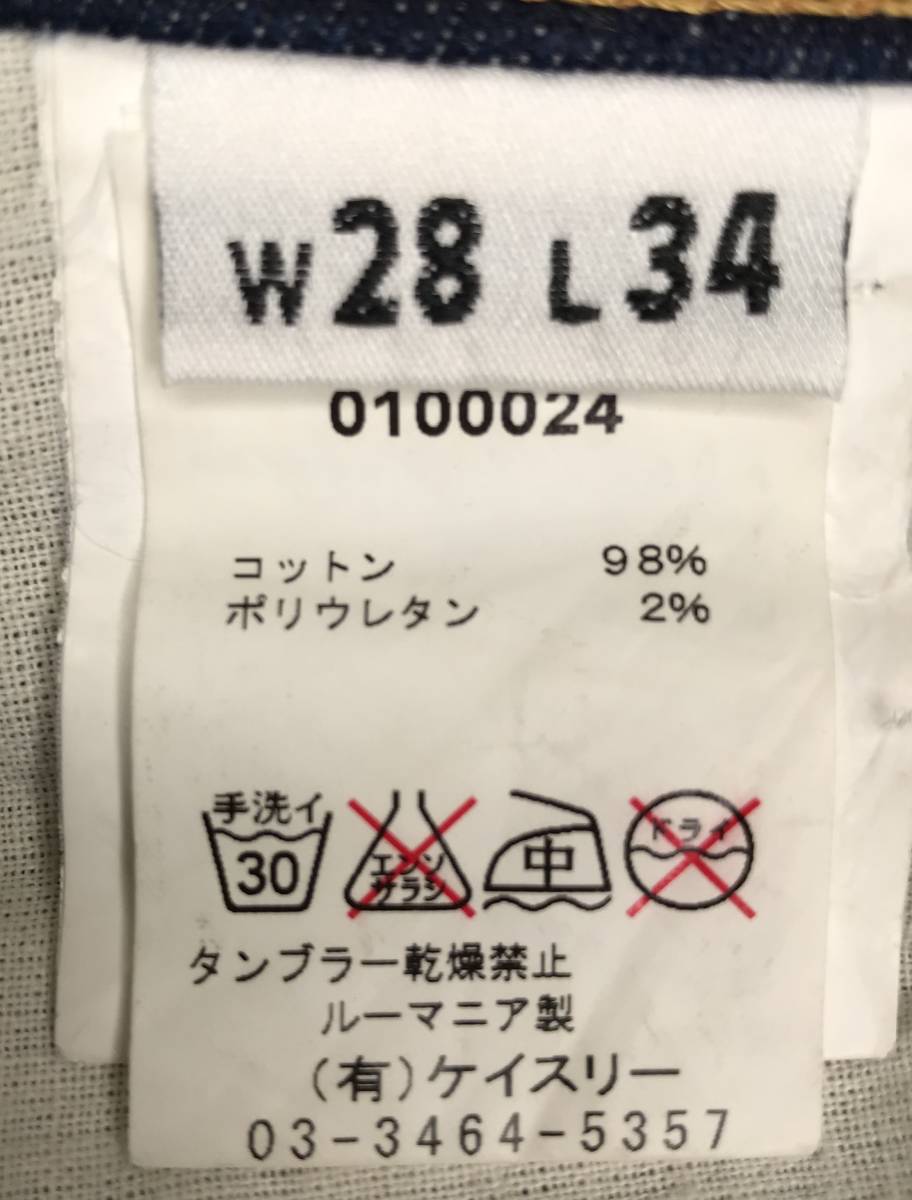 W28 L34
0100024
コットン 98%
ポリウレタン 2%
手洗イ
30 エンソ 中 ドライ
サラシ
タンブラー乾燥禁止
ルーマニア製
(有)ケイスリー
03-3464-5357